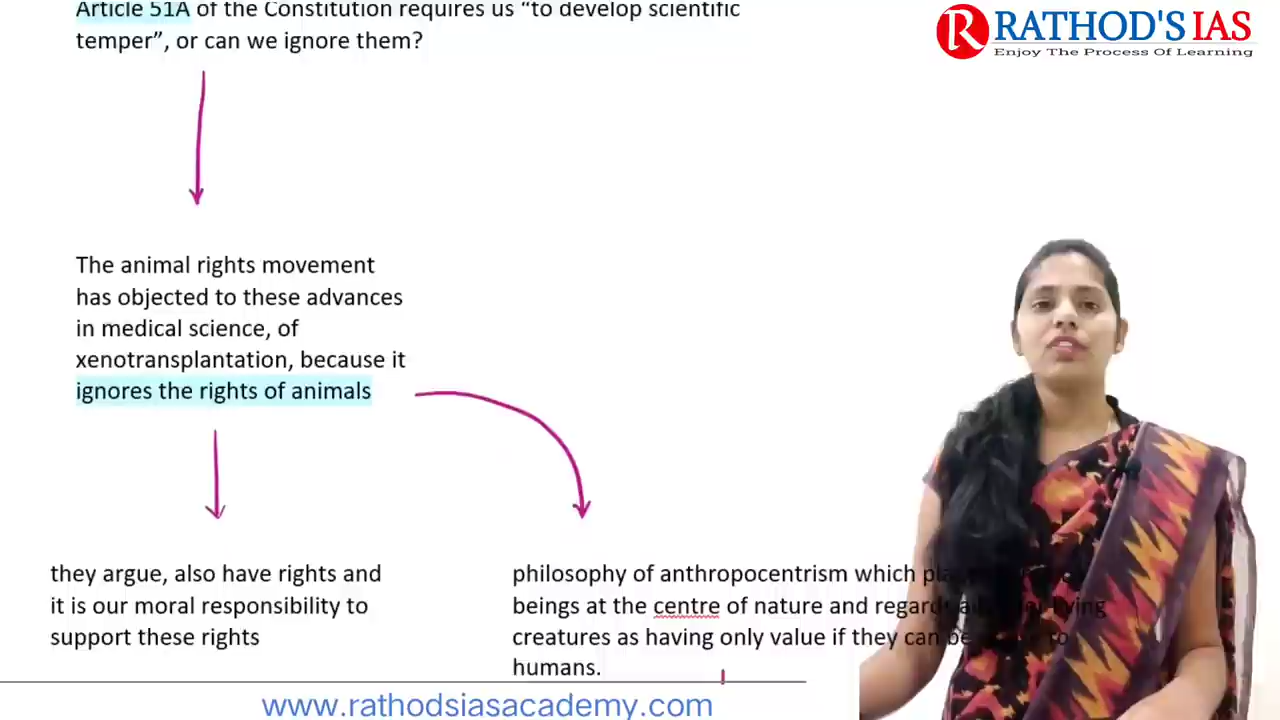 Article 51A of the Constitution requires us “to develop scientific
temper”, or can we ignore them?
R RATHOD'S IAS
Enjoy The Process Of Learning
The animal rights movement
has objected to these advances
in medical science, of
xenotransplantation, because it
ignores the rights of animals
they argue, also have rights and
it is our moral responsibility to
support these rights
philosophy of anthropocentrism which
beings at the centre of nature and regards living
creatures as having only value if they can be to
humans.
www.rathodsiasacademy.com